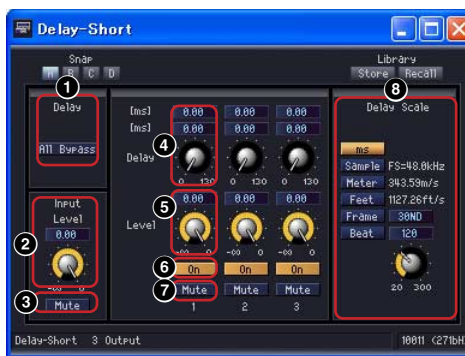 Delay-Short
Snap
Library
A B C D
Store Recall
1
8
Delay
All Bypass
[ms] 0.00 0.00 0.00
[ms] 0.00 0.00 0.00
Delay
4
0 130 0 130 0 130
Delay Scale
ms
Sample FS=48.0kHz
Meter 343.59m/s
Feet 1127.26ft/s
Frame 30ND
Beat 120
20 300
2
Input
Level
0.00
-∞ 0
3
Mute
5
Level
0.00 0.00 0.00
-∞ 0 -∞ 0 -∞ 0
6
On On On
7
Mute Mute Mute
1 2 3
Delay-Short 3 Output
10011 (271bH